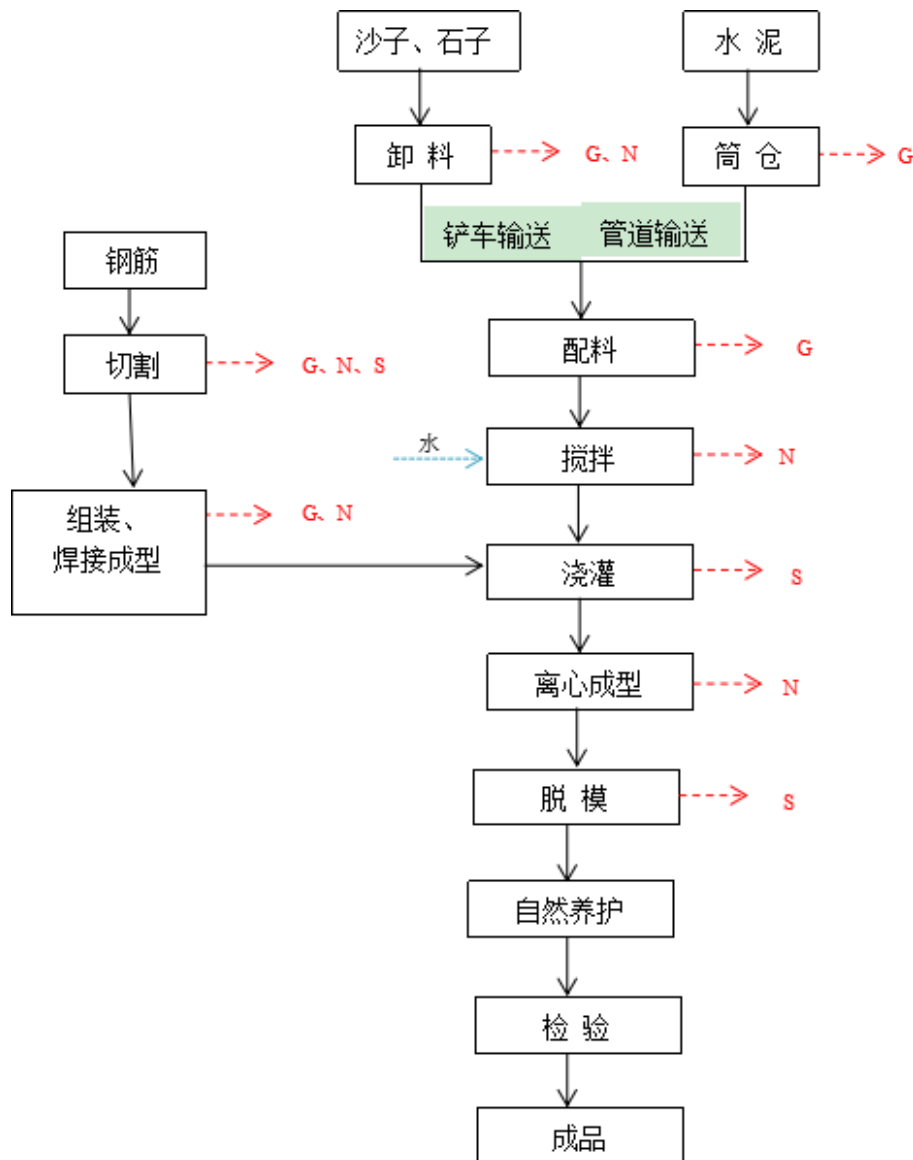 沙子、石子
水 泥
卸 料
G、N
筒 仓
G
铲车输送
管道输送
钢筋
切割
G、N、S
配料
G
水
搅拌
N
组装、
焊接成型
G、N
浇灌
S
离心成型
N
脱 模
S
自然养护
检 验
成品